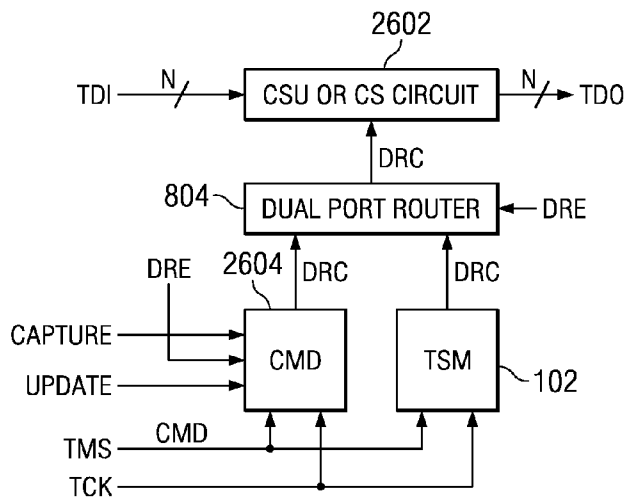 2602
TDI N CSU OR CS CIRCUIT N TDO
DRC
804 DUAL PORT ROUTER DRE
DRE 2604 DRC DRC
CAPTURE
CMD TSM
UPDATE 102
TMS CMD
TCK